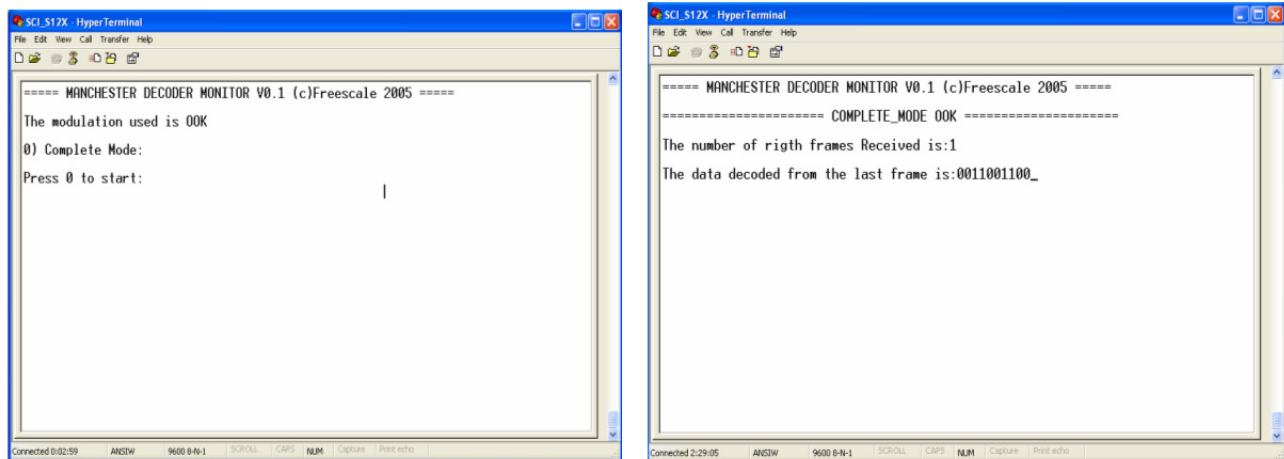 SCI_S12X - HyperTerminal
File Edit View Call Transfer Help
===== MANCHESTER DECODER MONITOR V0.1 (c)Freescale 2005 =====
The modulation used is OOK
0) Complete Mode:
Press 0 to start:
Connected 0:02:59 ANSIW 9600 8-N-1 SCROLL CAPS NUM Capture Print echo
SCI_S12X - HyperTerminal
File Edit View Call Transfer Help
===== MANCHESTER DECODER MONITOR V0.1 (c)Freescale 2005 =====
====================== COMPLETE_MODE OOK =====================
The number of rigth frames Received is:1
The data decoded from the last frame is:0011001100_
Connected 2:29:05 ANSIW 9600 8-N-1 SCROLL CAPS NUM Capture Print echo